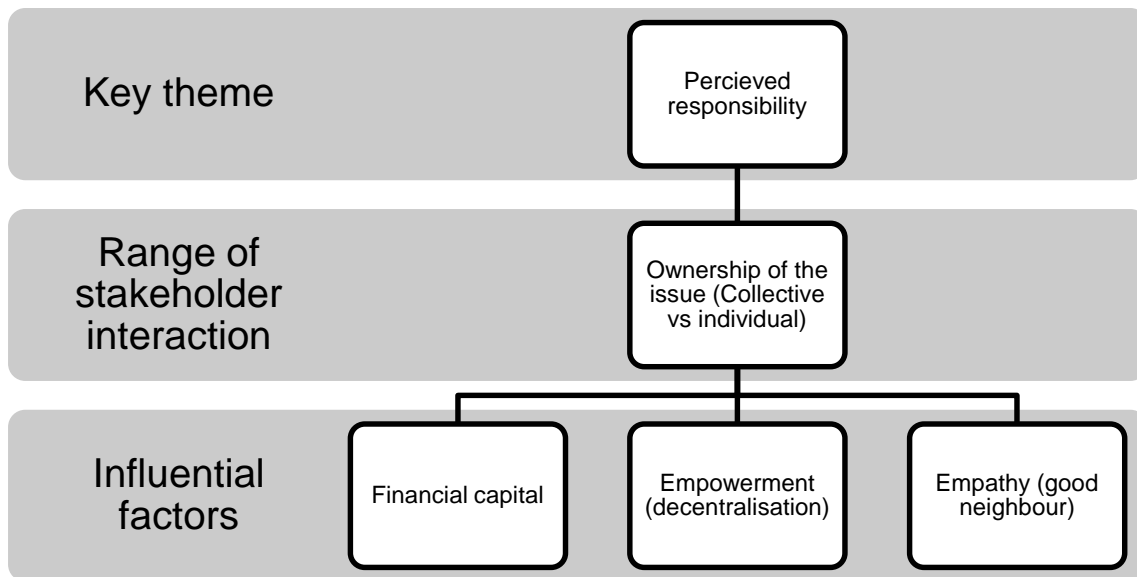 Key theme
Percieved
responsibility
Range of
stakeholder
interaction
Ownership of the
issue (Collective
vs individual)
Influential
factors
Financial capital
Empowerment
(decentralisation)
Empathy (good
neighbour)